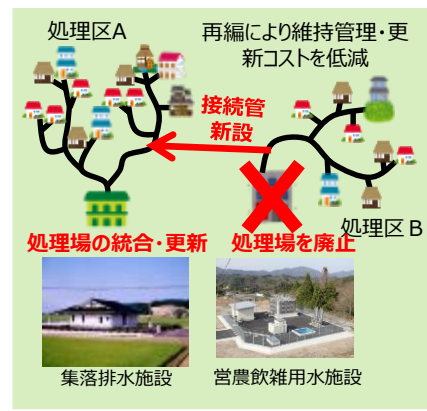 処理区A
再編により維持管理・更
新コストを低減
接続管
新設
処理区B
処理場の統合・更新
処理場を廃止
集落排水施設
営農飲雑用水施設